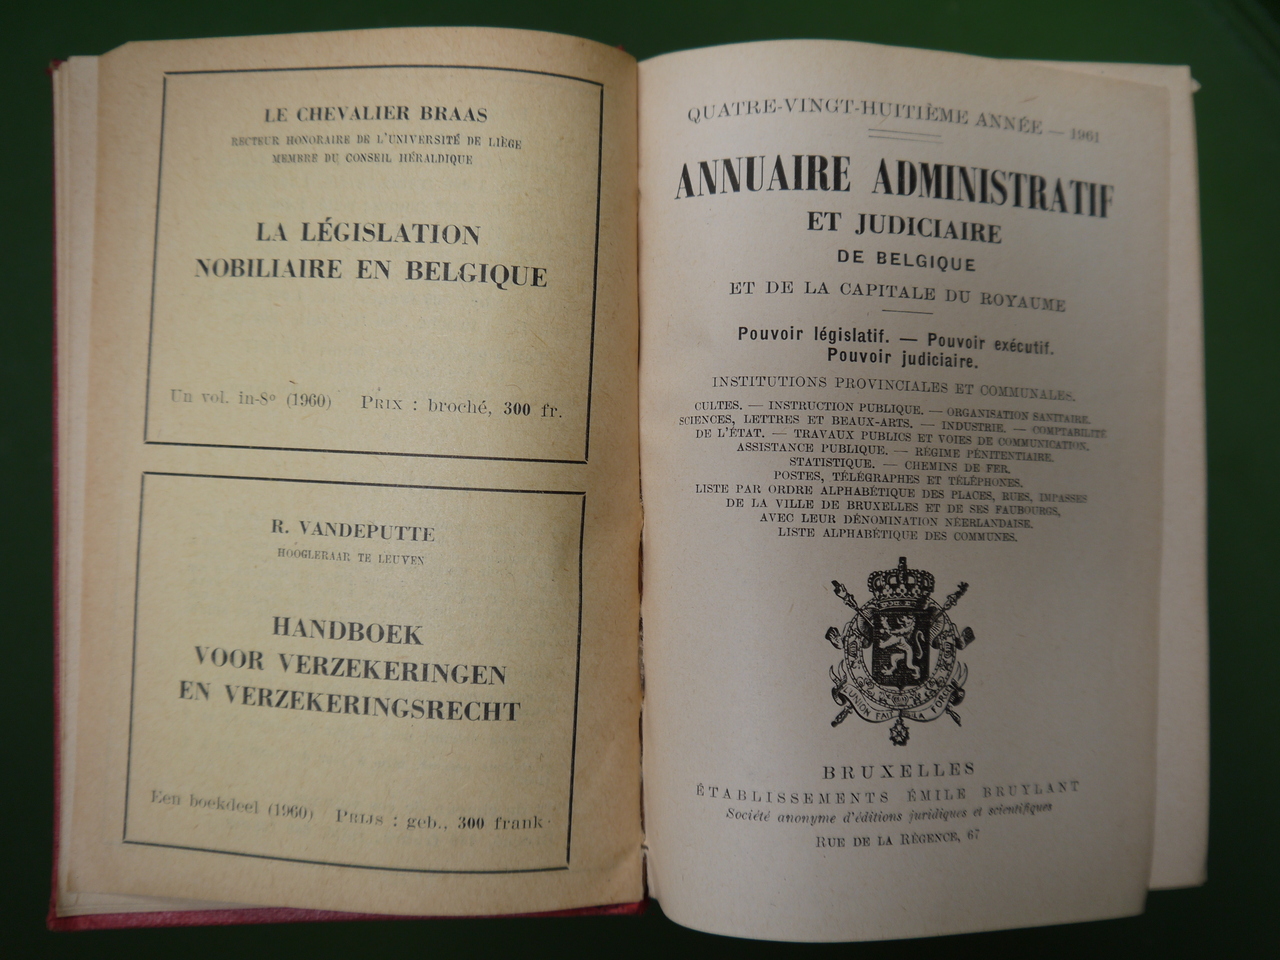 LE CHEVALIER BRAAS
RECTEUR HONORAIRE DE L'UNIVERSITÉ DE LIÈGE
MEMBRE DU CONSEIL HÉRALDIQUE
LA LÉGISLATION
NOBILIAIRE EN BELGIQUE
Un vol. in-8º (1960) PRIX : broché, 300 fr.
R. VANDEPUTTE
HOOGLERAAR TE LEUVEN
HANDBOEK
VOOR VERZEKERINGEN
EN VERZEKERINGSRECHT
Een boekdeel (1960) PRIJS : geb., 300 frank
QUATRE-VINGT-HUITIÈME ANNÉE — 1961
ANNUAIRE ADMINISTRATIF
ET JUDICIAIRE
DE BELGIQUE
ET DE LA CAPITALE DU ROYAUME
Pouvoir législatif. — Pouvoir exécutif.
Pouvoir judiciaire.
INSTITUTIONS PROVINCIALES ET COMMUNALES.
CULTES. — INSTRUCTION PUBLIQUE. — ORGANISATION SANITAIRE.
SCIENCES, LETTRES ET BEAUX-ARTS. — INDUSTRIE. — COMPTABILITÉ
DE L'ÉTAT. — TRAVAUX PUBLICS ET VOIES DE COMMUNICATION.
ASSISTANCE PUBLIQUE. — RÉGIME PÉNITENTIAIRE.
STATISTIQUE. — CHEMINS DE FER.
POSTES, TÉLÉGRAPHES ET TÉLÉPHONES.
LISTE PAR ORDRE ALPHABÉTIQUE DES PLACES, RUES, IMPASSES
DE LA VILLE DE BRUXELLES ET DE SES FAUBOURGS,
AVEC LEUR DÉNOMINATION NÉERLANDAISE.
LISTE ALPHABÉTIQUE DES COMMUNES.
L'UNION FAIT LA FORCE
BRUXELLES
ÉTABLISSEMENTS ÉMILE BRUYLANT
Société anonyme d'éditions juridiques et scientifiques
RUE DE LA RÉGENCE, 67